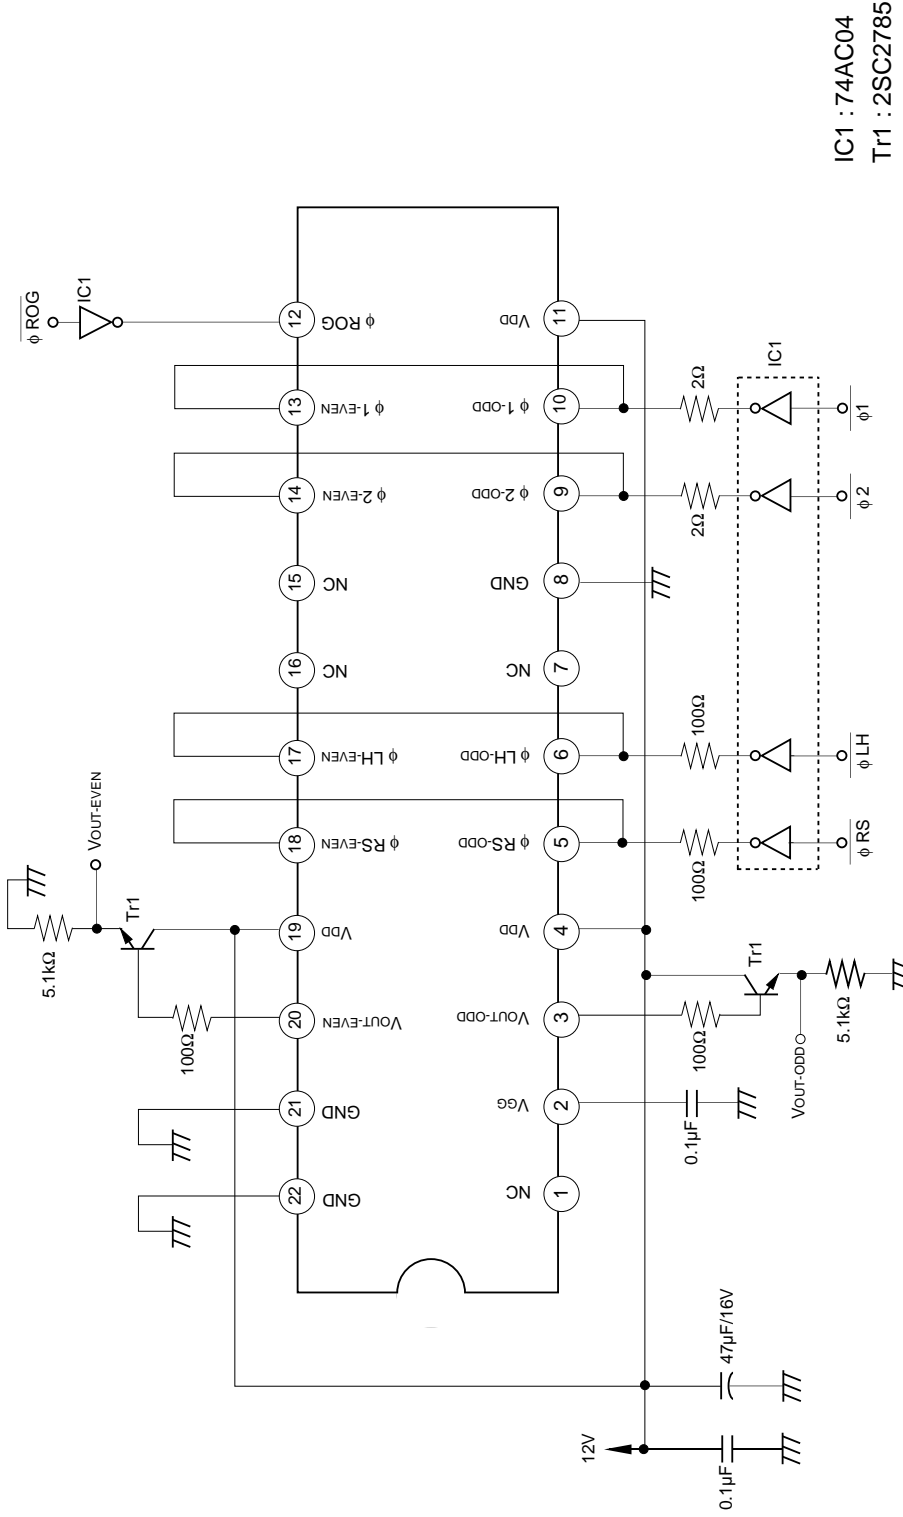 IC1 : 74AC04
Tr1 : 2SC2785
φ ROG
IC1
12
φ ROG
11
VDD
13
φ 1-EVEN
10
φ 1-ODD
2Ω
IC1
φ1
14
φ 2-EVEN
9
φ 2-ODD
2Ω
φ 2
15
NC
8
GND
16
NC
7
NC
17
φ LH-EVEN
6
φ LH-ODD
100Ω
φ LH
18
φ RS-EVEN
5
φ RS-ODD
100Ω
φ RS
VOUT-EVEN
Tr1
5.1kΩ
19
VDD
4
VDD
100Ω
20
VOUT-EVEN
3
VOUT-ODD
100Ω
Tr1
VOUT-ODD
5.1kΩ
21
GND
2
VGG
0.1µF
22
GND
1
NC
47µF/16V
12V
0.1µF